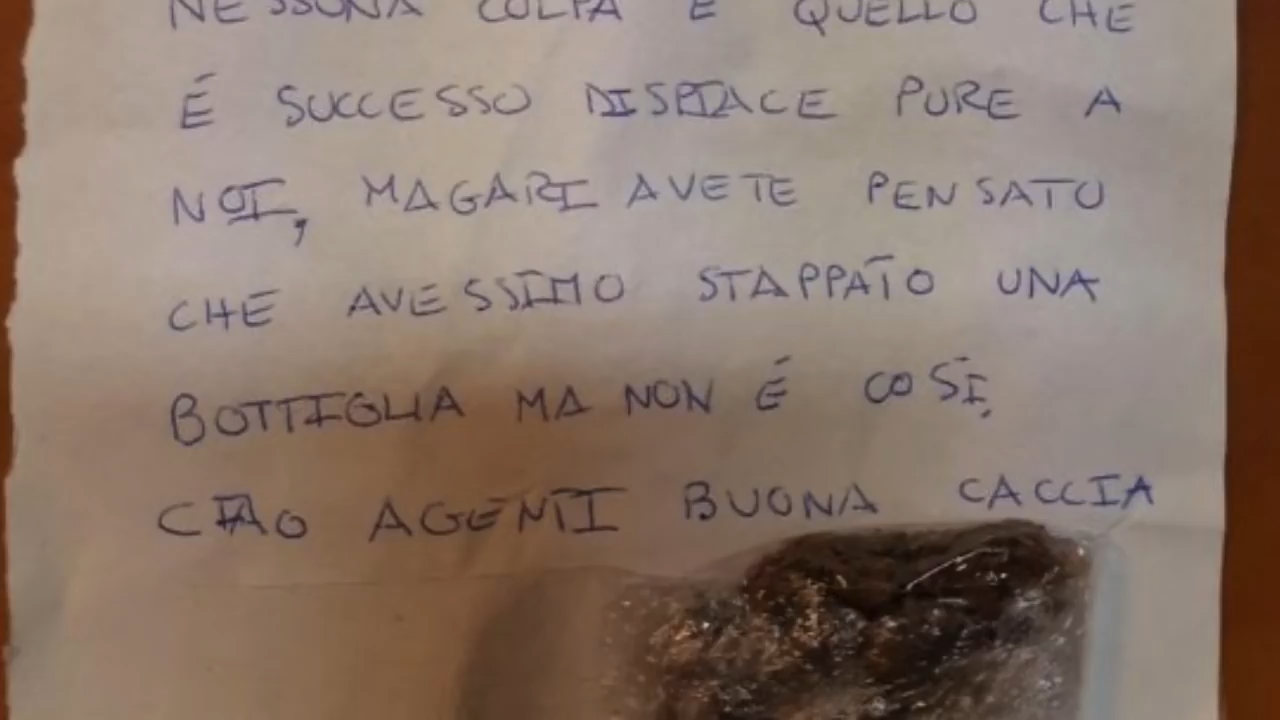 NESSUNA COLPA E QUELLO CHE
É SUCCESSO DISPIACE PURE A
NOI, MAGARI AVETE PENSATO
CHE AVESSIMO STAPPATO UNA
BOTTIGLIA MA NON É COSÌ,
CIAO AGENTI BUONA CACCIA